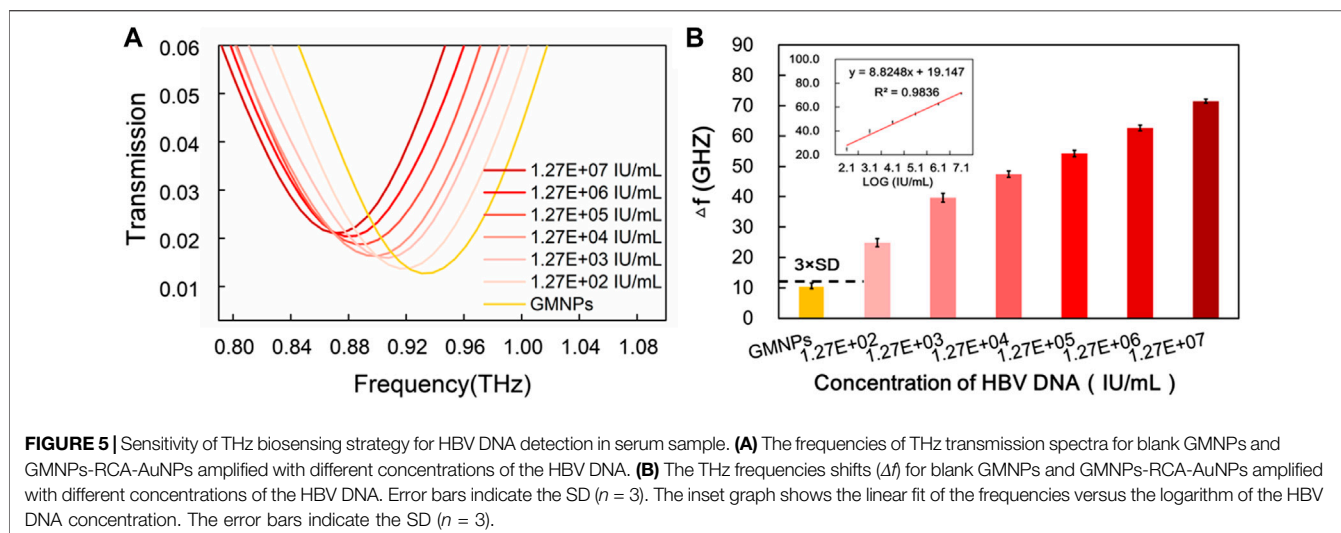 A
0.06
0.05
0.04
0.03
0.02
0.01
Transmission
1.27E+07 IU/mL
1.27E+06 IU/mL
1.27E+05 IU/mL
1.27E+04 IU/mL
1.27E+03 IU/mL
1.27E+02 IU/mL
GMNPs
0.80 0.84 0.88 0.92 0.96 1.00 1.04 1.08
Frequency(THz)
B
90
80
70
60
50
40
30
20
10
0
△f (GHZ)
100.0
80.0
60.0
40.0
20.0
y = 8.8248x + 19.147
R² = 0.9836
2.1 3.1 4.1 5.1 6.1 7.1
LOG (IU/mL)
3×SD
GMNPs 1.27E+02 1.27E+03 1.27E+04 1.27E+05 1.27E+06 1.27E+07
Concentration of HBV DNA ( IU/mL )
FIGURE 5 | Sensitivity of THz biosensing strategy for HBV DNA detection in serum sample. (A) The frequencies of THz transmission spectra for blank GMNPs and
GMNPs-RCA-AuNPs amplified with different concentrations of the HBV DNA. (B) The THz frequencies shifts (Δf) for blank GMNPs and GMNPs-RCA-AuNPs amplified
with different concentrations of the HBV DNA. Error bars indicate the SD (n = 3). The inset graph shows the linear fit of the frequencies versus the logarithm of the HBV
DNA concentration. The error bars indicate the SD (n = 3).